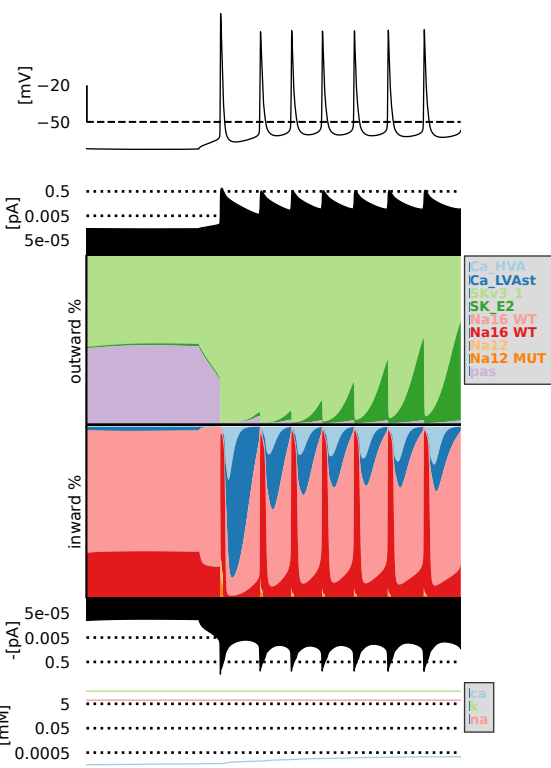 [mV]
−20
−50
[pA]
0.5
0.005
5e-05
outward %
Ca_HVA
Ca_LVAst
SKv3_1
SK_E2
Na16 WT
Na16 WT
Na12
Na12 MUT
pas
inward %
-[pA]
5e-05
0.005
0.5
[mM]
5
0.05
0.0005
ca
k
na